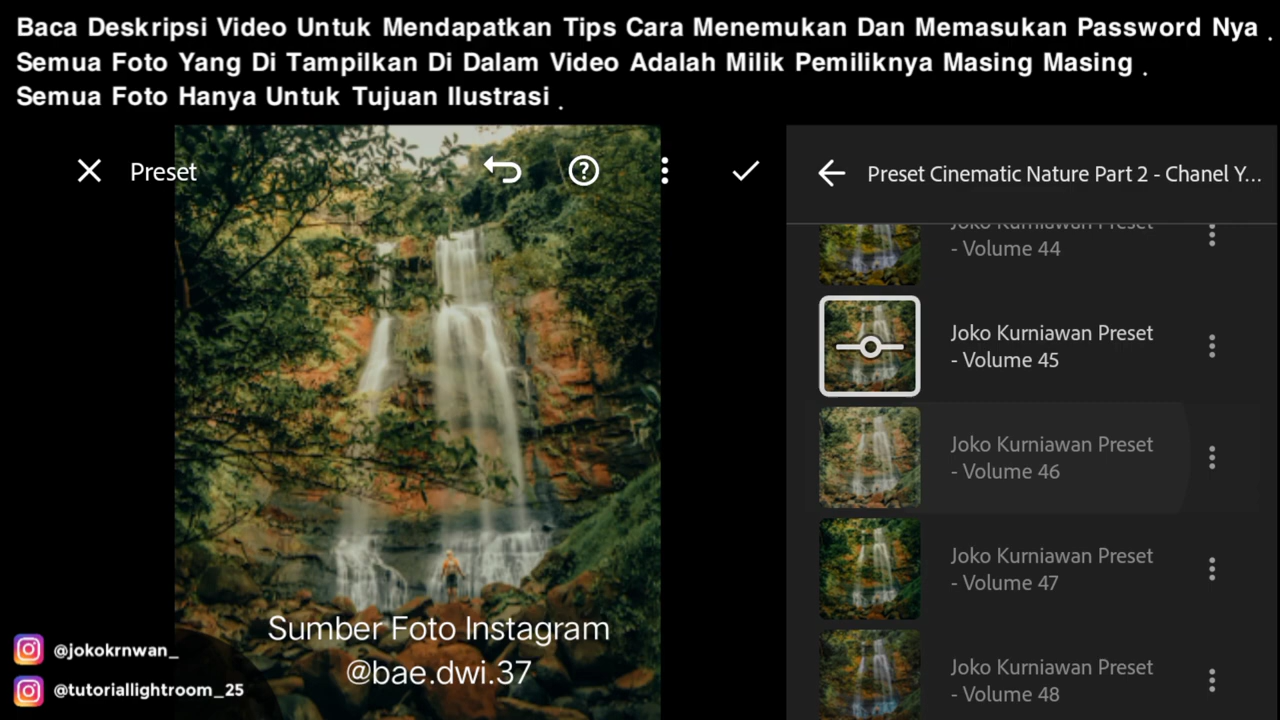 Baca Deskripsi Video Untuk Mendapatkan Tips Cara Menemukan Dan Memasukan Password Nya .
Semua Foto Yang Di Tampilkan Di Dalam Video Adalah Milik Pemiliknya Masing Masing .
Semua Foto Hanya Untuk Tujuan Ilustrasi .
Preset
Preset Cinematic Nature Part 2 - Chanel Y...
Joko Kurniawan Preset
- Volume 44
Joko Kurniawan Preset
- Volume 45
Joko Kurniawan Preset
- Volume 46
Joko Kurniawan Preset
- Volume 47
Joko Kurniawan Preset
- Volume 48
Sumber Foto Instagram
@bae.dwi.37
@jokokrnwan_
@tutoriallightroom_25